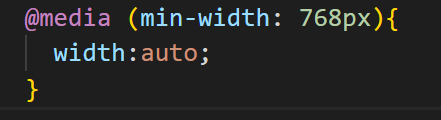 @media (min-width: 768px){
width:auto;
}